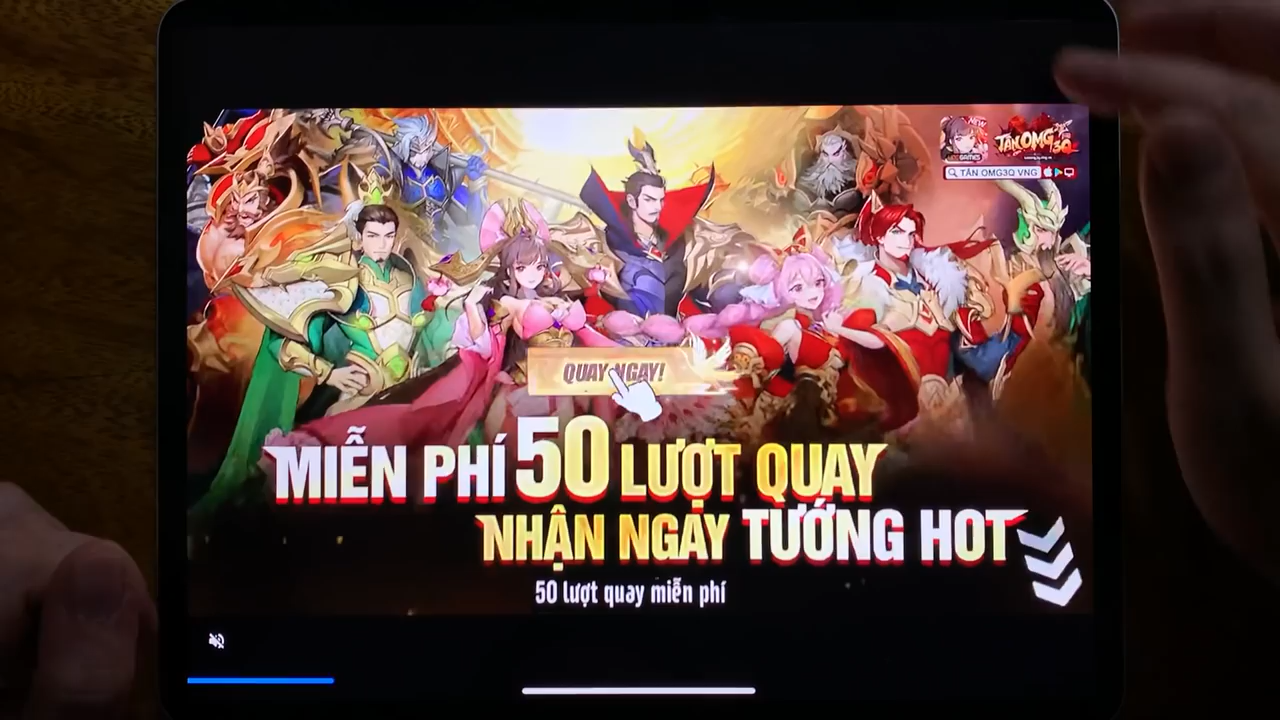 NEW
TÂN OMG3Q
TÂN OMG3Q VNG
QUAY NGAY!
MIỄN PHÍ 50 LƯỢT QUAY
NHẬN NGAY TƯỚNG HOT
50 lượt quay miễn phí